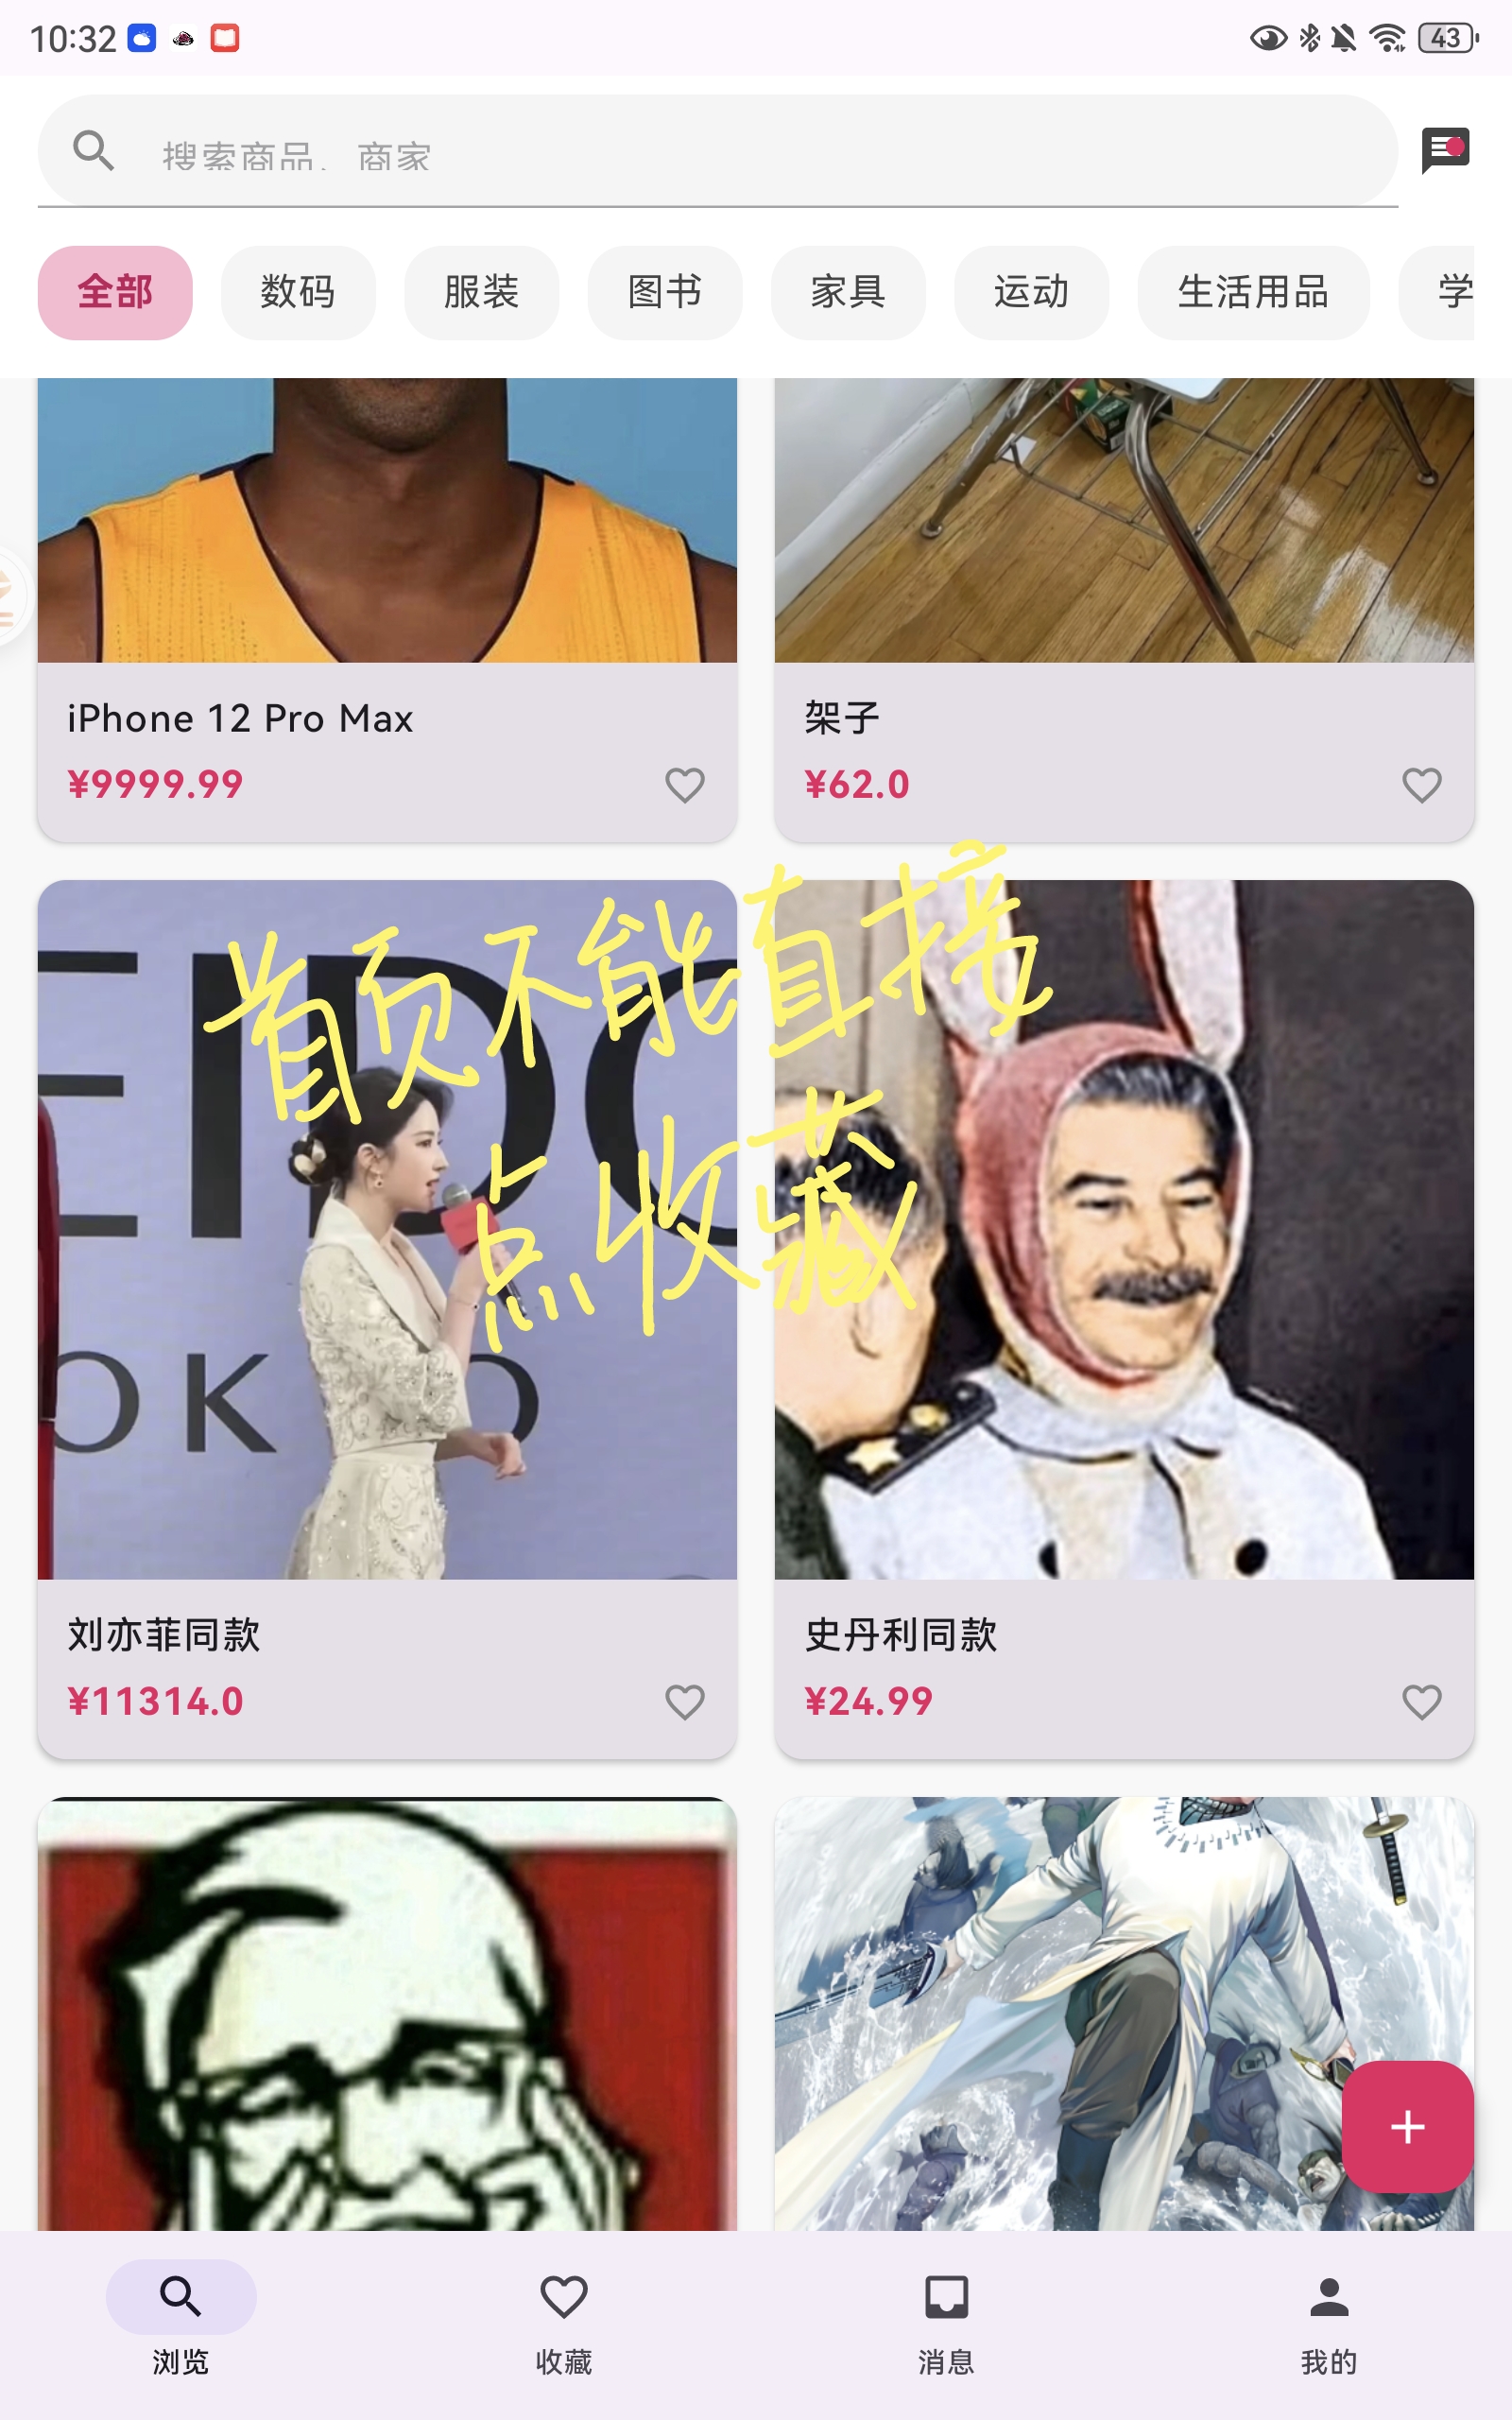 10:32
43
搜索商品、商家
全部 数码 服装 图书 家具 运动 生活用品 学
iPhone 12 Pro Max
¥9999.99
架子
¥62.0
首页不能直接
点收藏
EIDO
OKYO
刘亦菲同款
¥11314.0
史丹利同款
¥24.99
浏览 收藏 消息 我的